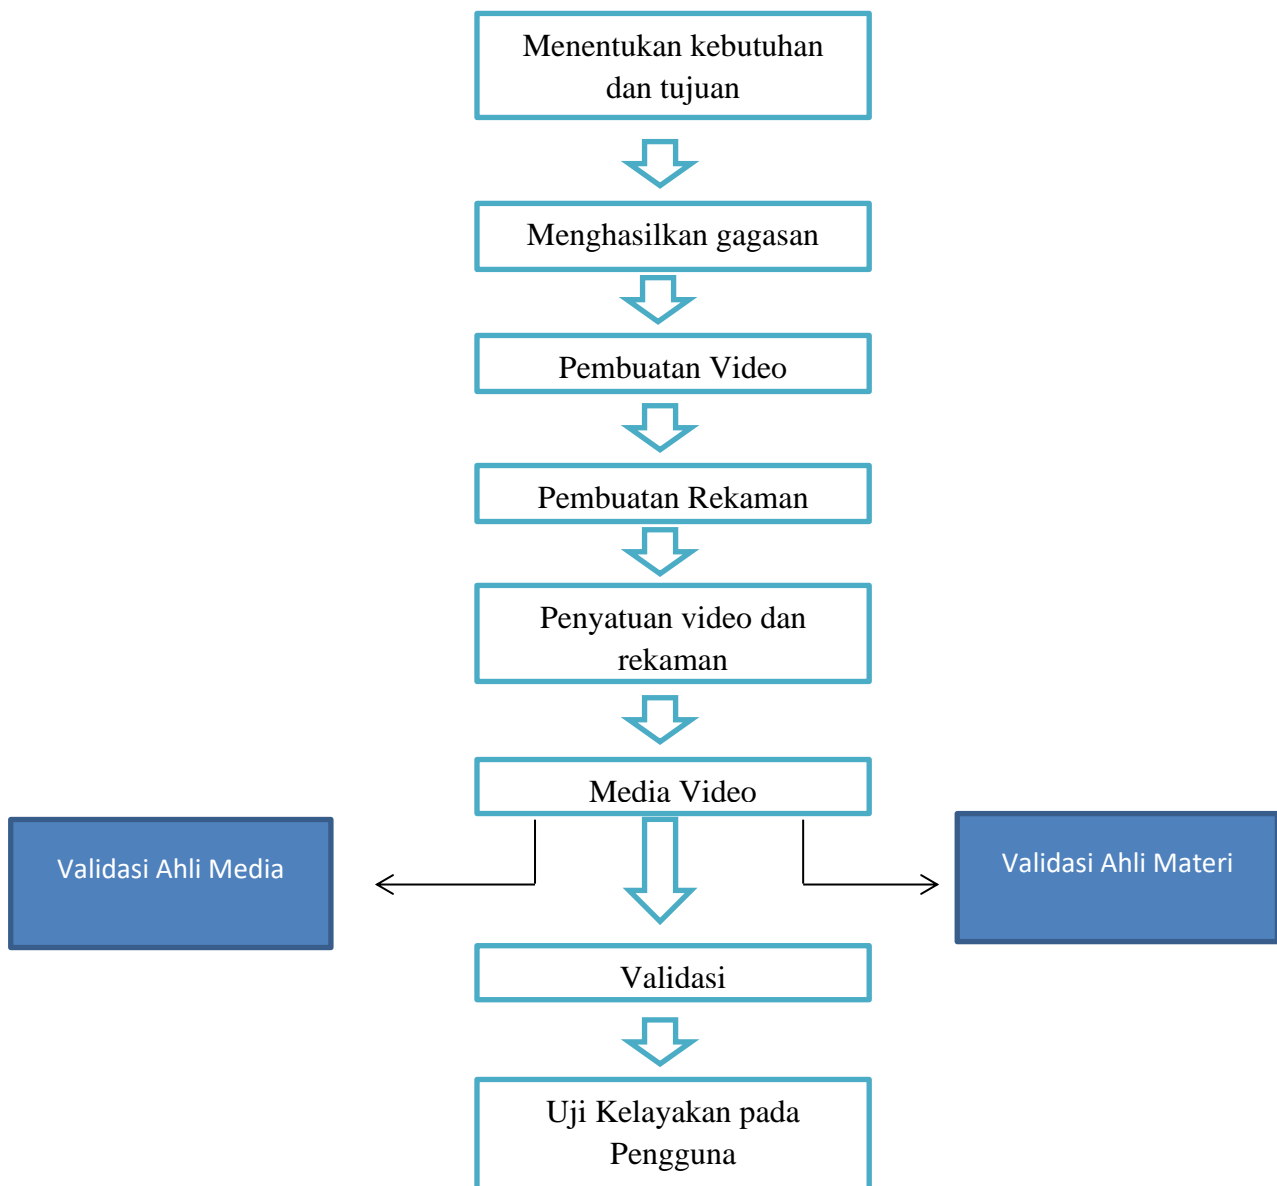 Menentukan kebutuhan
dan tujuan
Menghasilkan gagasan
Pembuatan Video
Pembuatan Rekaman
Penyatuan video dan
rekaman
Media Video
Validasi Ahli Media
Validasi Ahli Materi
Validasi
Uji Kelayakan pada
Pengguna